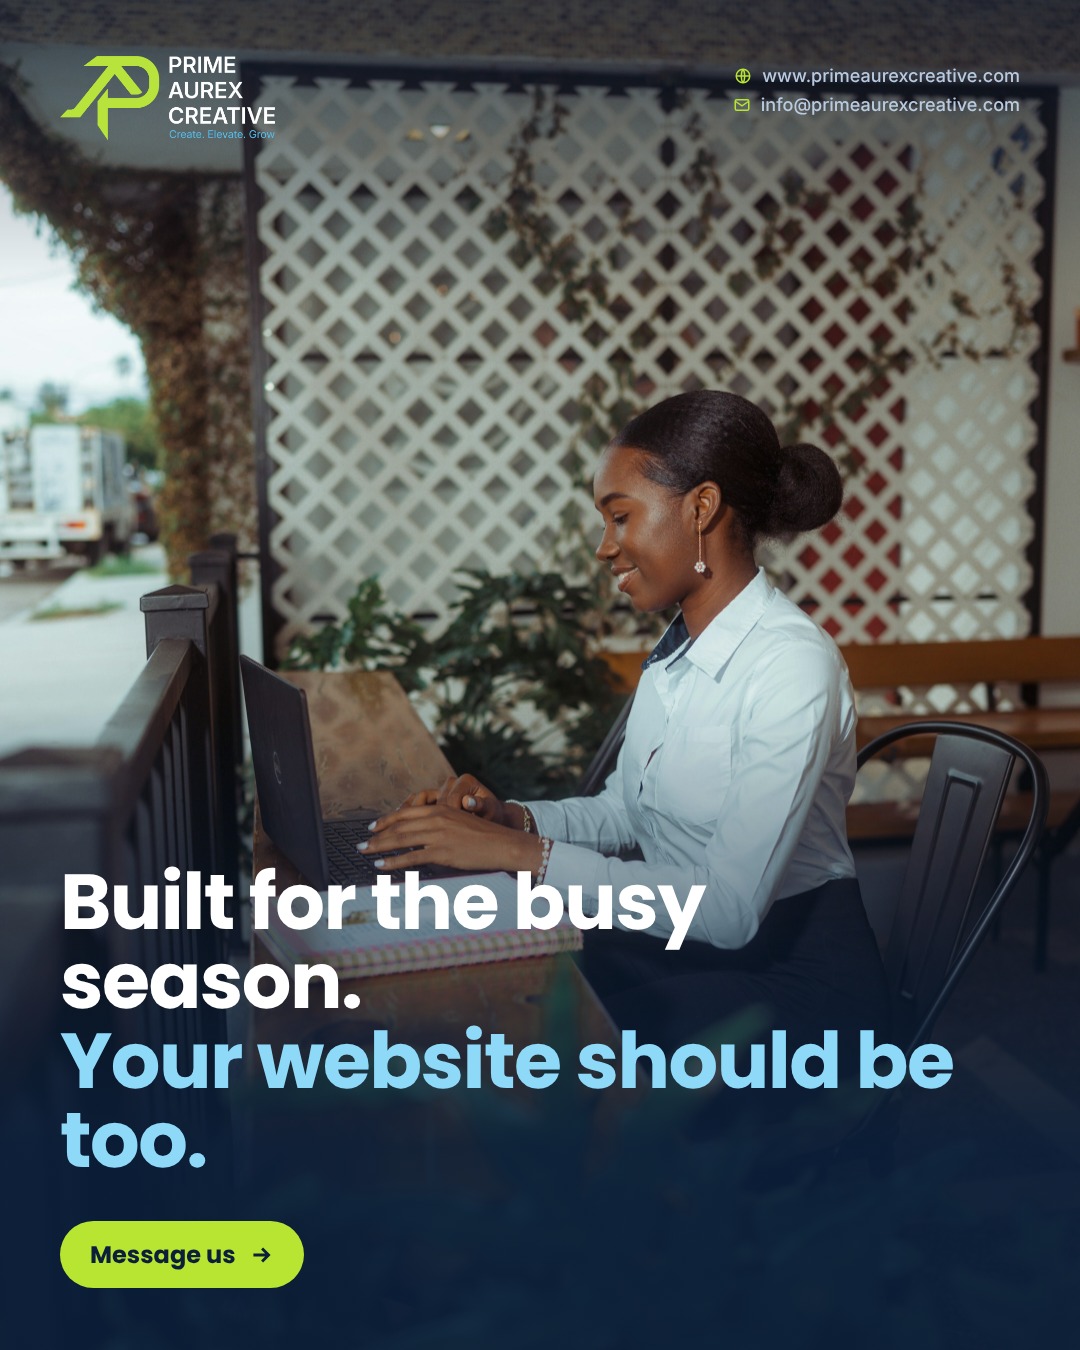 PRIME
AUREX
CREATIVE
Create. Elevate. Grow
www.primeaurexcreative.com
info@primeaurexcreative.com
Built for the busy
season.
Your website should be
too.
Message us →